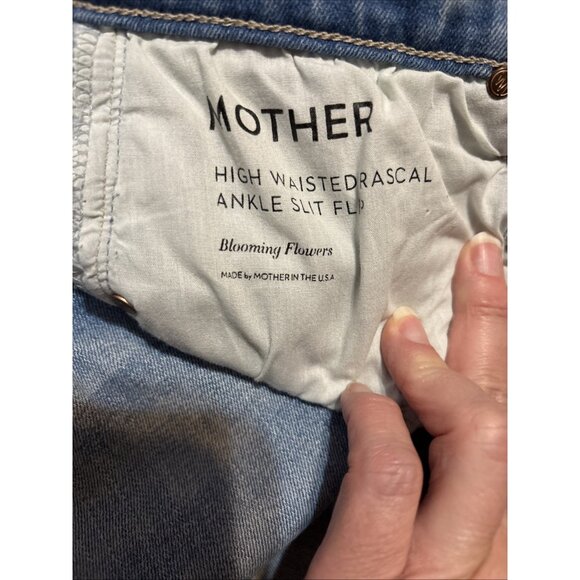 MOTHER
HIGH WAISTED RASCAL
ANKLE SLIT FLIP
Blooming Flowers
MADE by MOTHER IN THE U.S.A